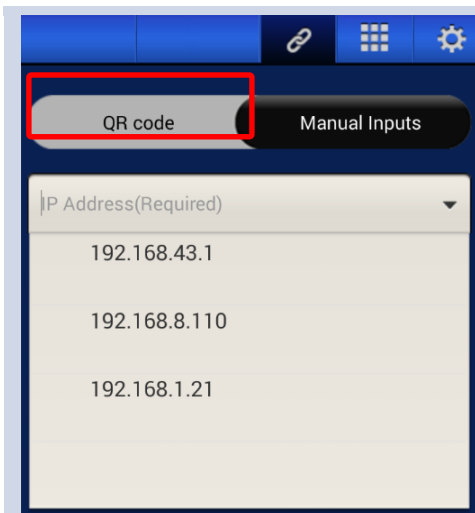 QR code
Manual Inputs
IP Address(Required)
192.168.43.1
192.168.8.110
192.168.1.21